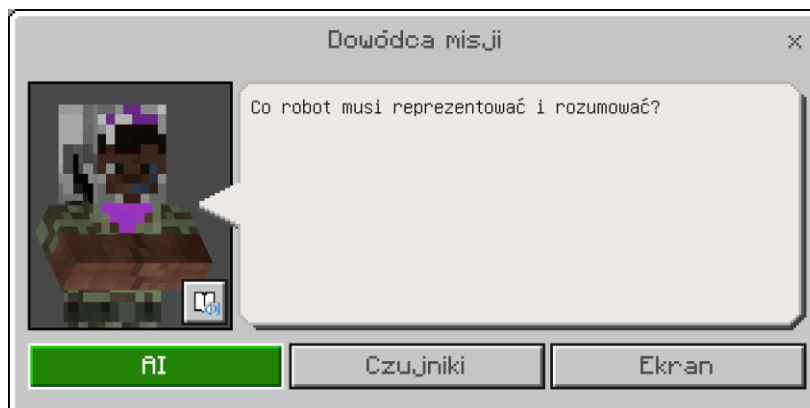 Dowódca misji
Co robot musi reprezentować i rozumować?
AI
Czujniki
Ekran